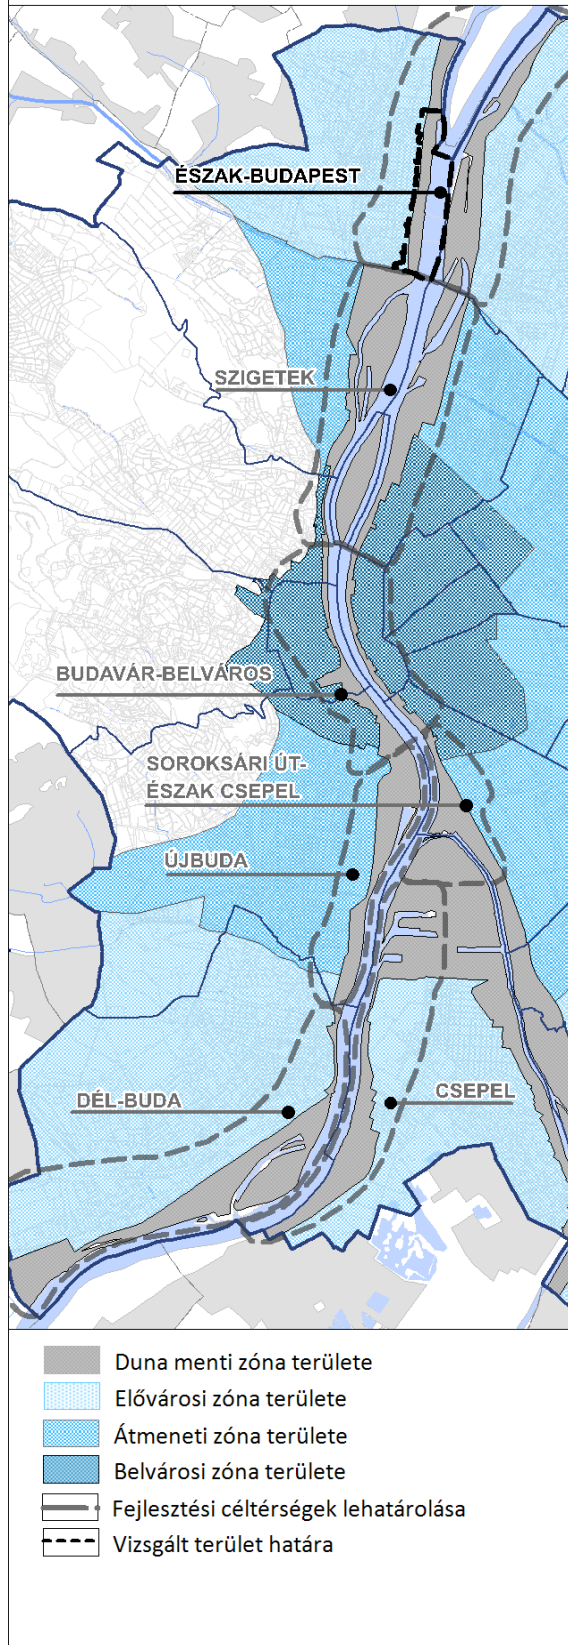 ÉSZAK-BUDAPEST
SZIGETEK
BUDAVÁR-BELVÁROS
SOROKSÁRI ÚT-
ÉSZAK CSEPEL
ÚJBUDA
DÉL-BUDA
CSEPEL
Duna menti zóna területe
Elővárosi zóna területe
Átmeneti zóna területe
Belvárosi zóna területe
Fejlesztési céltérségek lehatárolása
Vizsgált terület határa